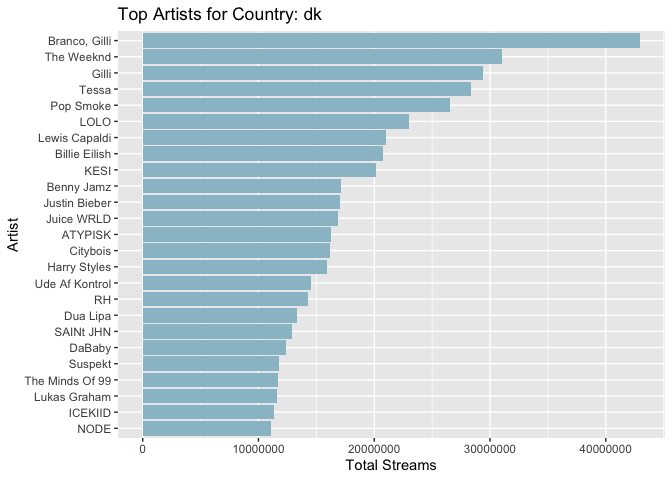 Top Artists for Country: dk
Artist
Branco, Gilli
The Weeknd
Gilli
Tessa
Pop Smoke
LOLO
Lewis Capaldi
Billie Eilish
KESI
Benny Jamz
Justin Bieber
Juice WRLD
ATYPISK
Citybois
Harry Styles
Ude Af Kontrol
RH
Dua Lipa
SAINt JHN
DaBaby
Suspekt
The Minds Of 99
Lukas Graham
ICEKIID
NODE
0 10000000 20000000 30000000 40000000
Total Streams